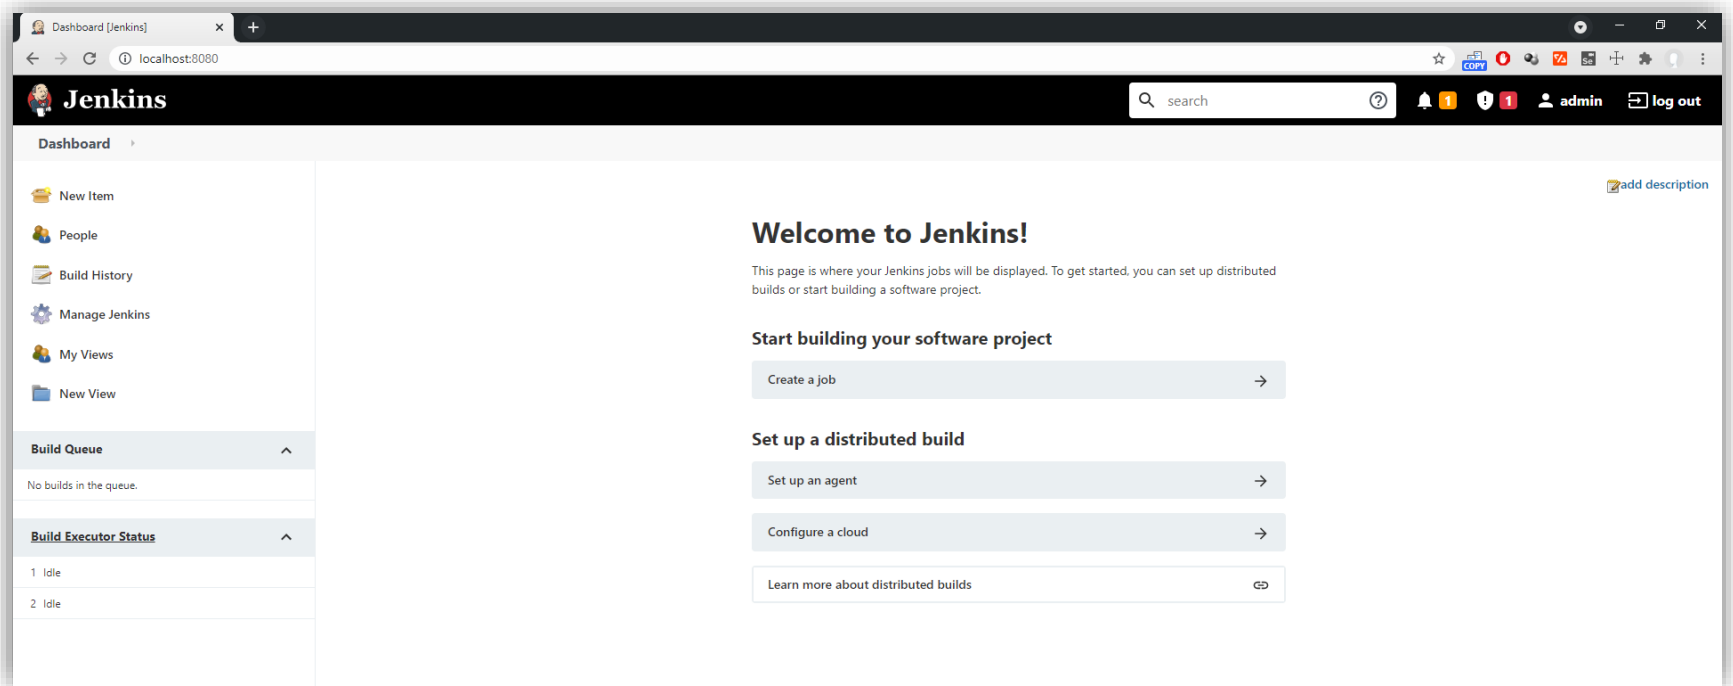 Dashboard [Jenkins]
localhost:8080
COPY
Se
Jenkins
search
1
1
admin
log out
Dashboard
add description
New Item
People
Build History
Manage Jenkins
My Views
New View
Build Queue
No builds in the queue.
Build Executor Status
1 Idle
2 Idle
Welcome to Jenkins!
This page is where your Jenkins jobs will be displayed. To get started, you can set up distributed
builds or start building a software project.
Start building your software project
Create a job
Set up a distributed build
Set up an agent
Configure a cloud
Learn more about distributed builds